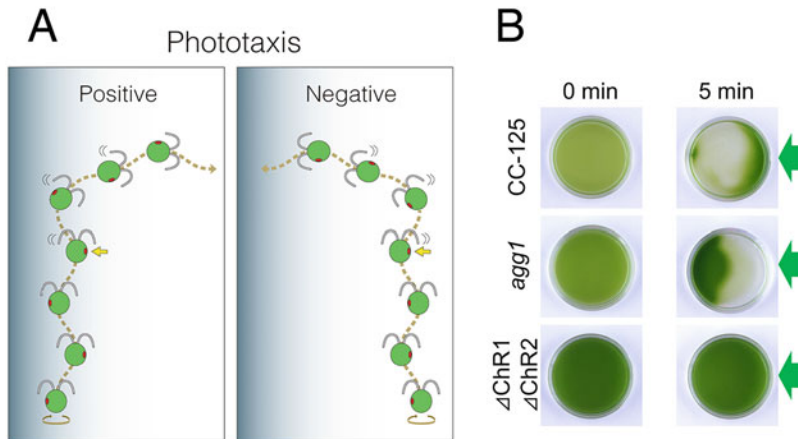 A
Phototaxis
Positive
Negative
B
0 min
5 min
CC-125
agg1
ΔChR1
ΔChR2